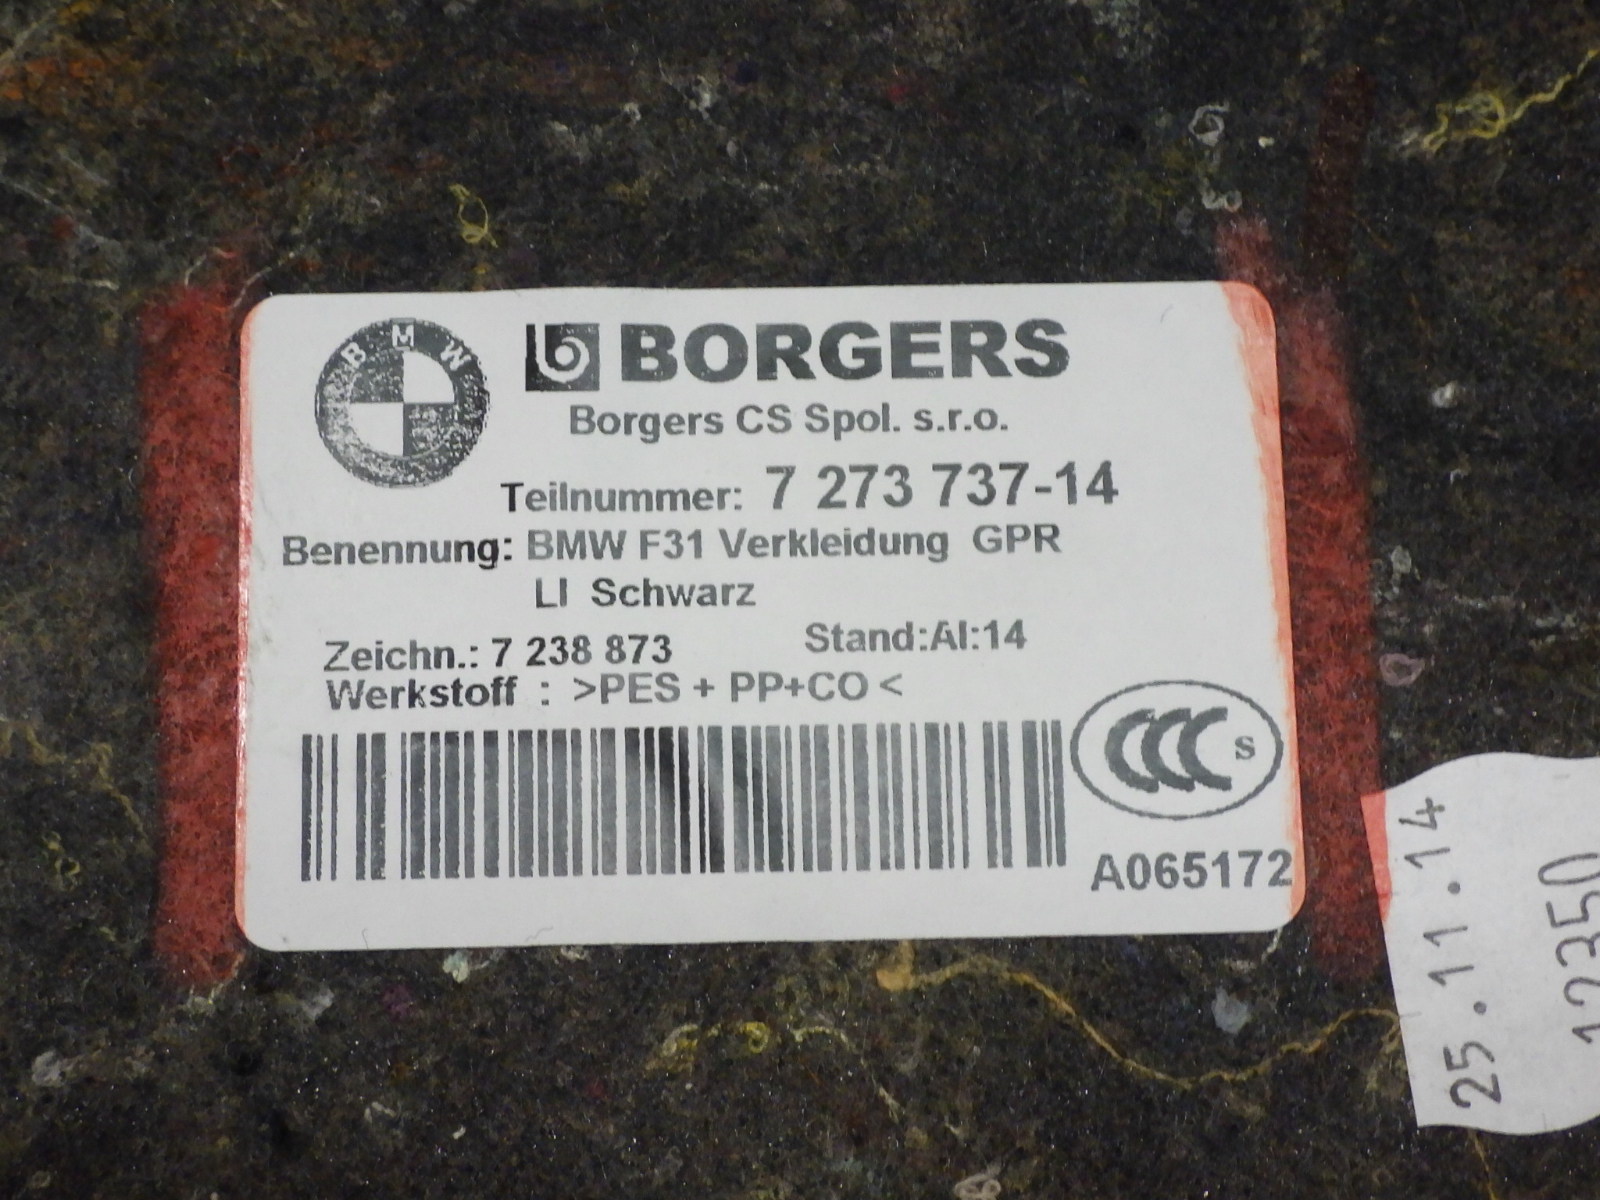 BMW
BORGERS
Borgers CS Spol. s.r.o.
Teilnummer: 7 273 737-14
Benennung: BMW F31 Verkleidung GPR
LI Schwarz
Zeichn.: 7 238 873
Stand:AI:14
Werkstoff : >PES + PP+CO<
CCC S
A065172
25.11.14
12350